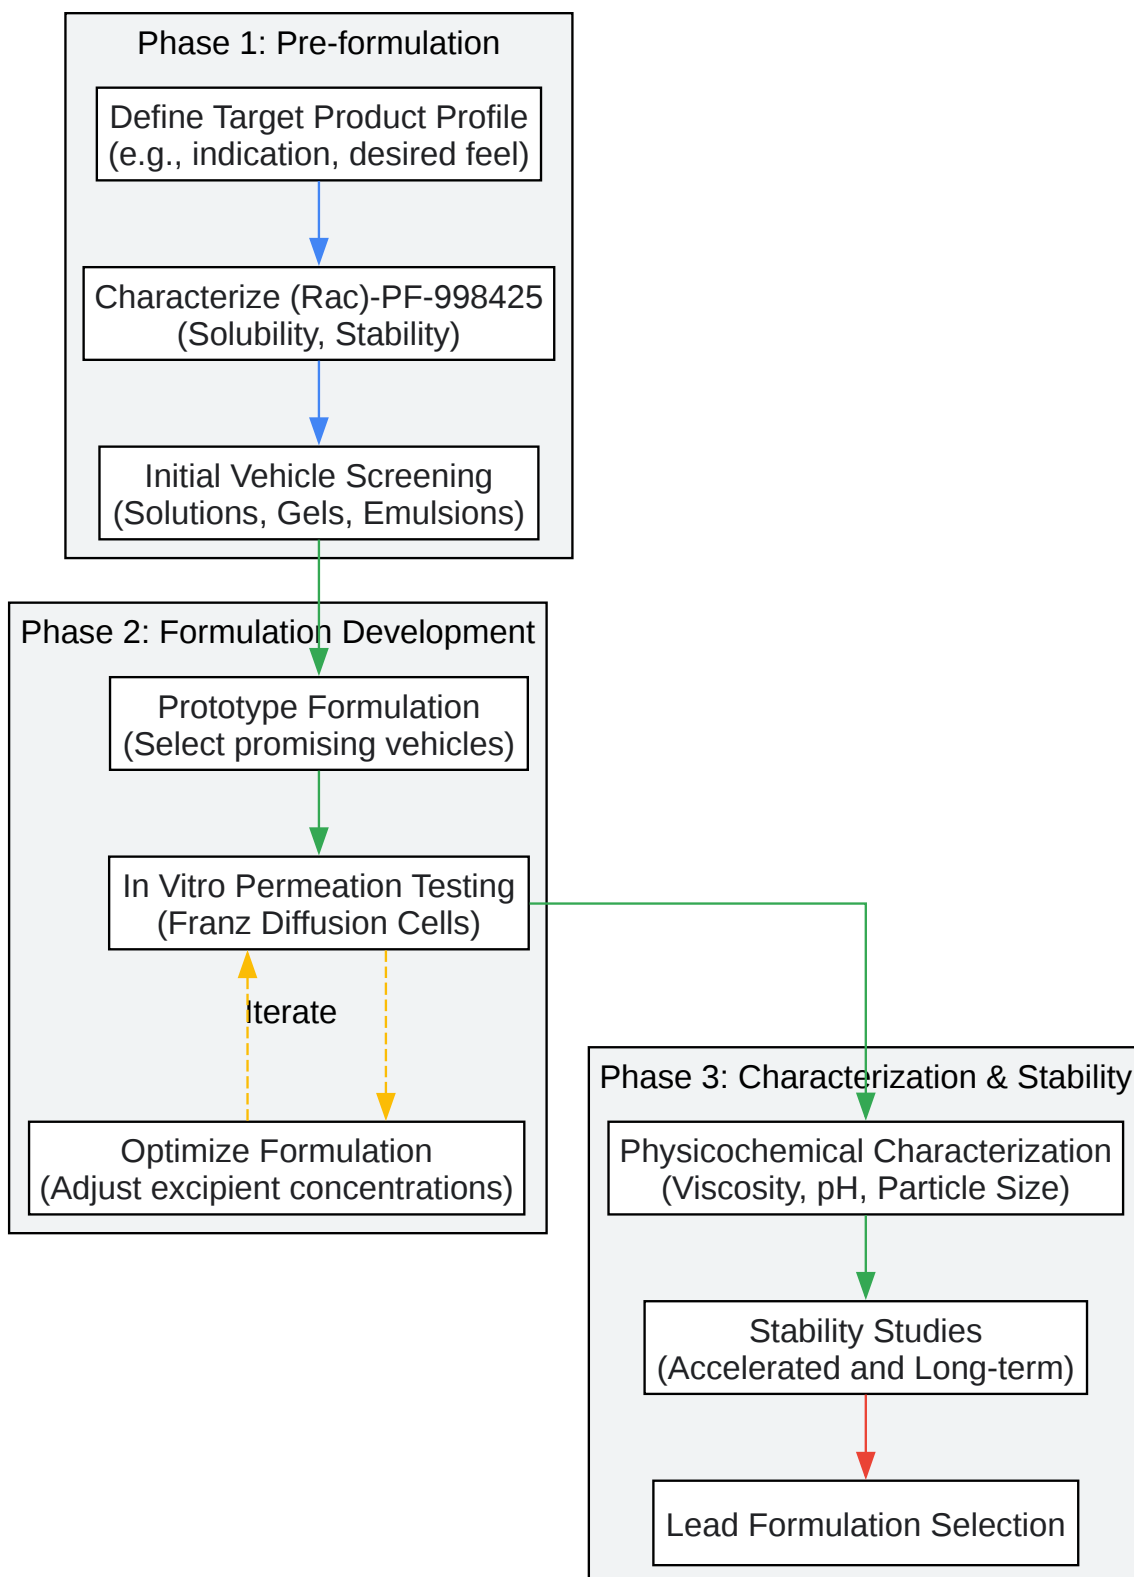 Phase 1: Pre-formulation
Define Target Product Profile
(e.g., indication, desired feel)
Characterize (Rac)-PF-998425
(Solubility, Stability)
Initial Vehicle Screening
(Solutions, Gels, Emulsions)
Phase 2: Formulation Development
Prototype Formulation
(Select promising vehicles)
In Vitro Permeation Testing
(Franz Diffusion Cells)
Iterate
Optimize Formulation
(Adjust excipient concentrations)
Phase 3: Characterization & Stability
Physicochemical Characterization
(Viscosity, pH, Particle Size)
Stability Studies
(Accelerated and Long-term)
Lead Formulation Selection